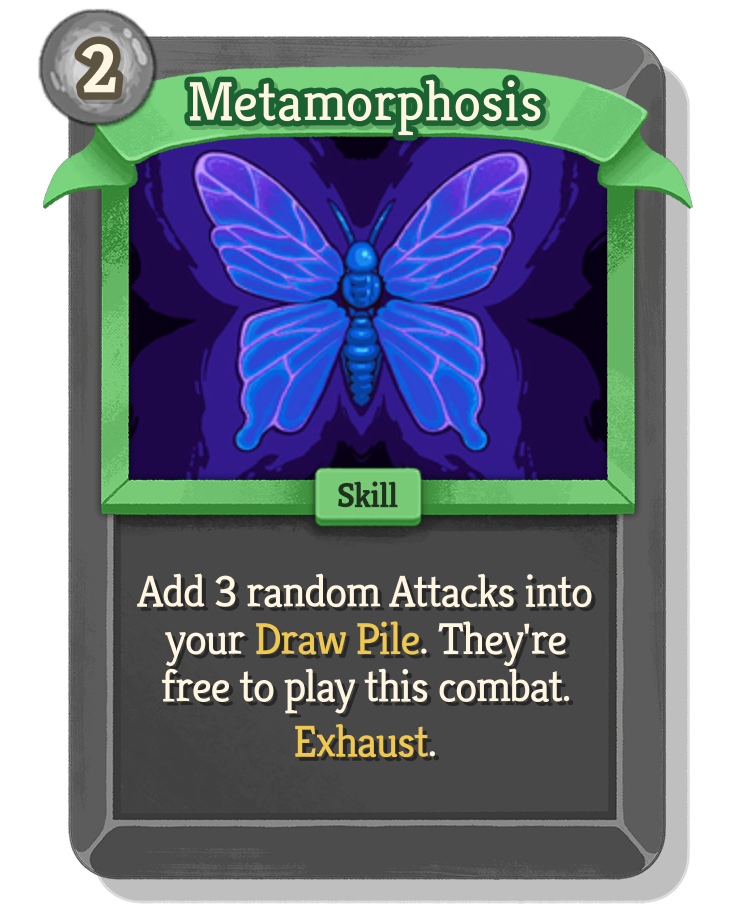 2
Metamorphosis
Skill
Add 3 random Attacks into
your Draw Pile. They're
free to play this combat.
Exhaust.